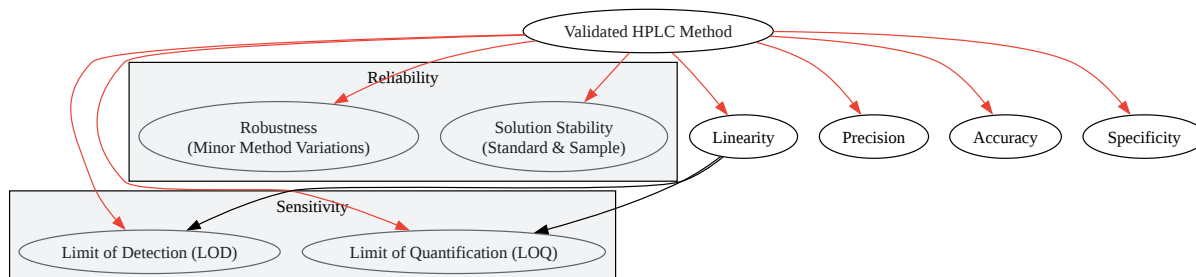 Validated HPLC Method
Reliability
Robustness
(Minor Method Variations)
Solution Stability
(Standard & Sample)
Linearity
Precision
Accuracy
Specificity
Sensitivity
Limit of Detection (LOD)
Limit of Quantification (LOQ)